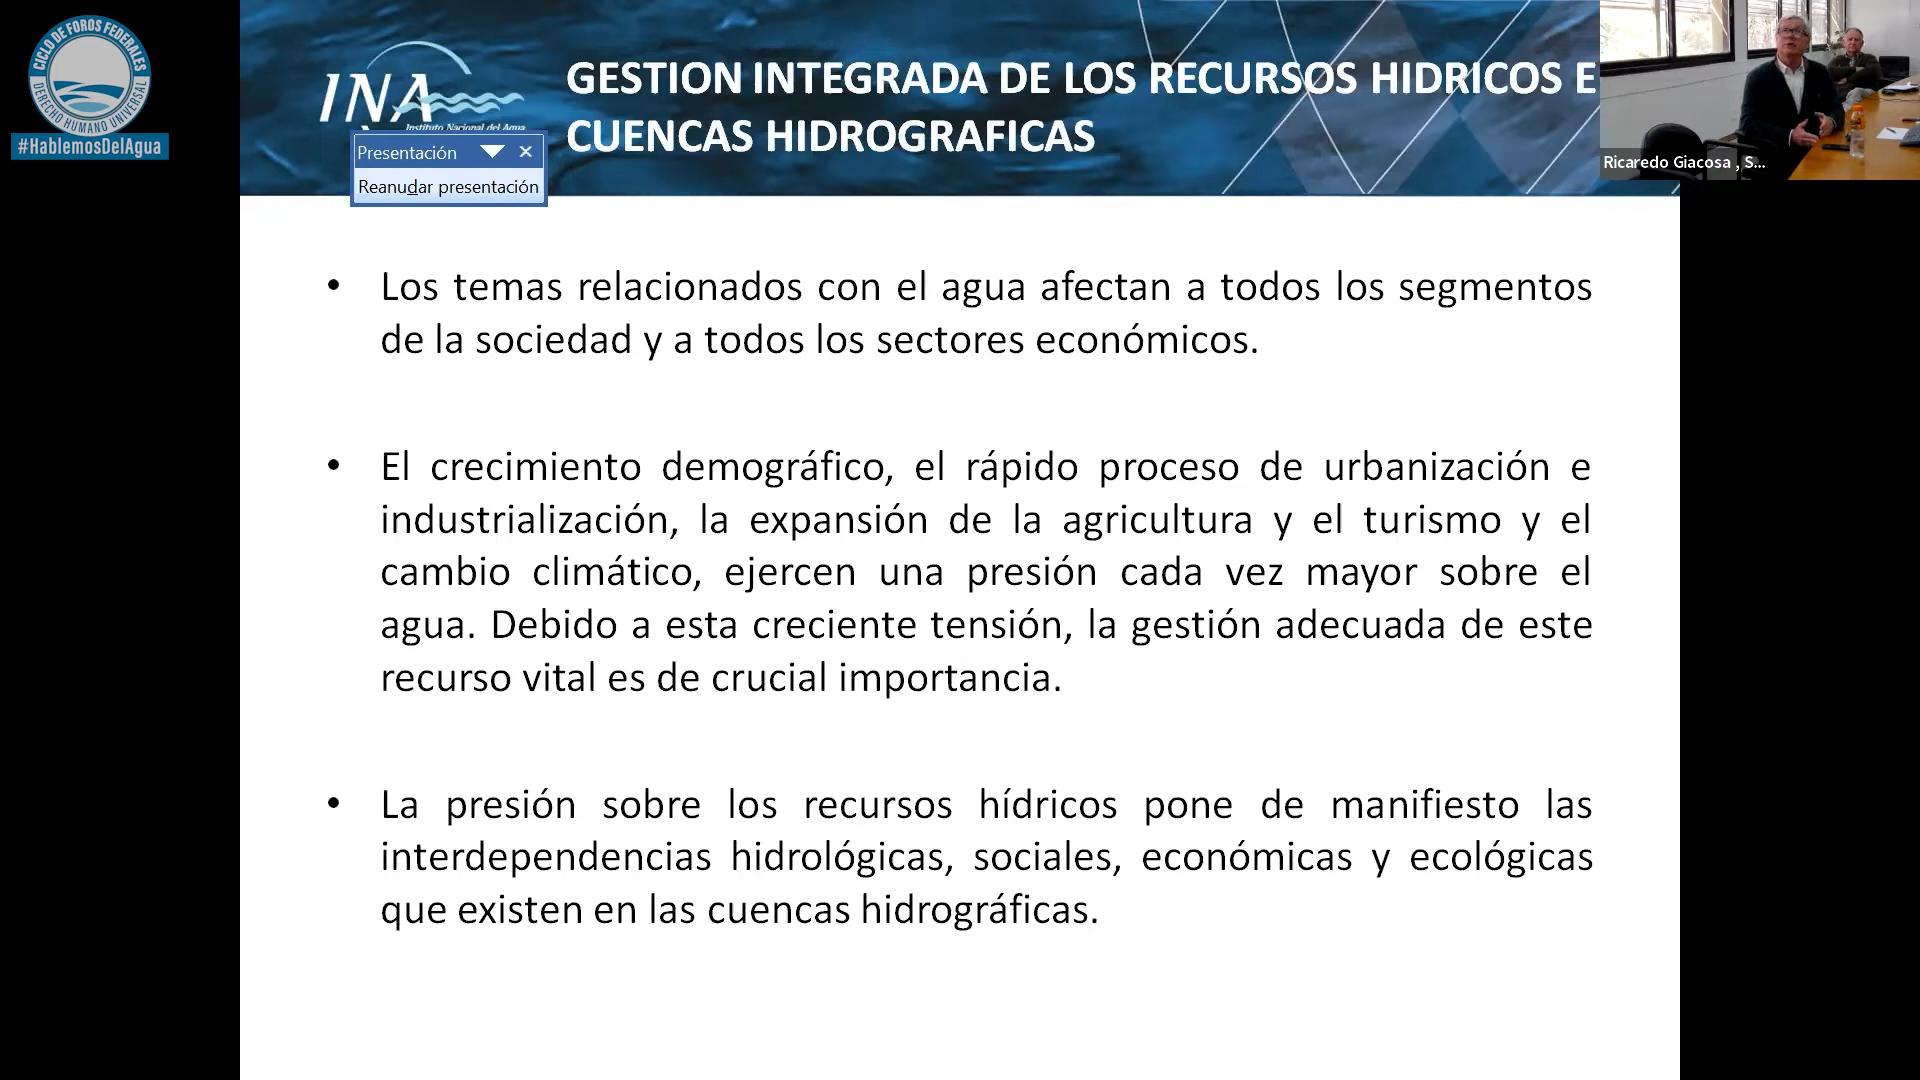 CICLO DE FOROS FEDERALES
DERECHO HUMANO UNIVERSAL
#HablemosDelAgua
INA
Instituto Nacional del Agua
GESTION INTEGRADA DE LOS RECURSOS HIDRICOS E
CUENCAS HIDROGRAFICAS
Presentación
Reanudar presentación
Ricaredo Giacosa , S...
• Los temas relacionados con el agua afectan a todos los segmentos
de la sociedad y a todos los sectores económicos.
• El crecimiento demográfico, el rápido proceso de urbanización e
industrialización, la expansión de la agricultura y el turismo y el
cambio climático, ejercen una presión cada vez mayor sobre el
agua. Debido a esta creciente tensión, la gestión adecuada de este
recurso vital es de crucial importancia.
• La presión sobre los recursos hídricos pone de manifiesto las
interdependencias hidrológicas, sociales, económicas y ecológicas
que existen en las cuencas hidrográficas.